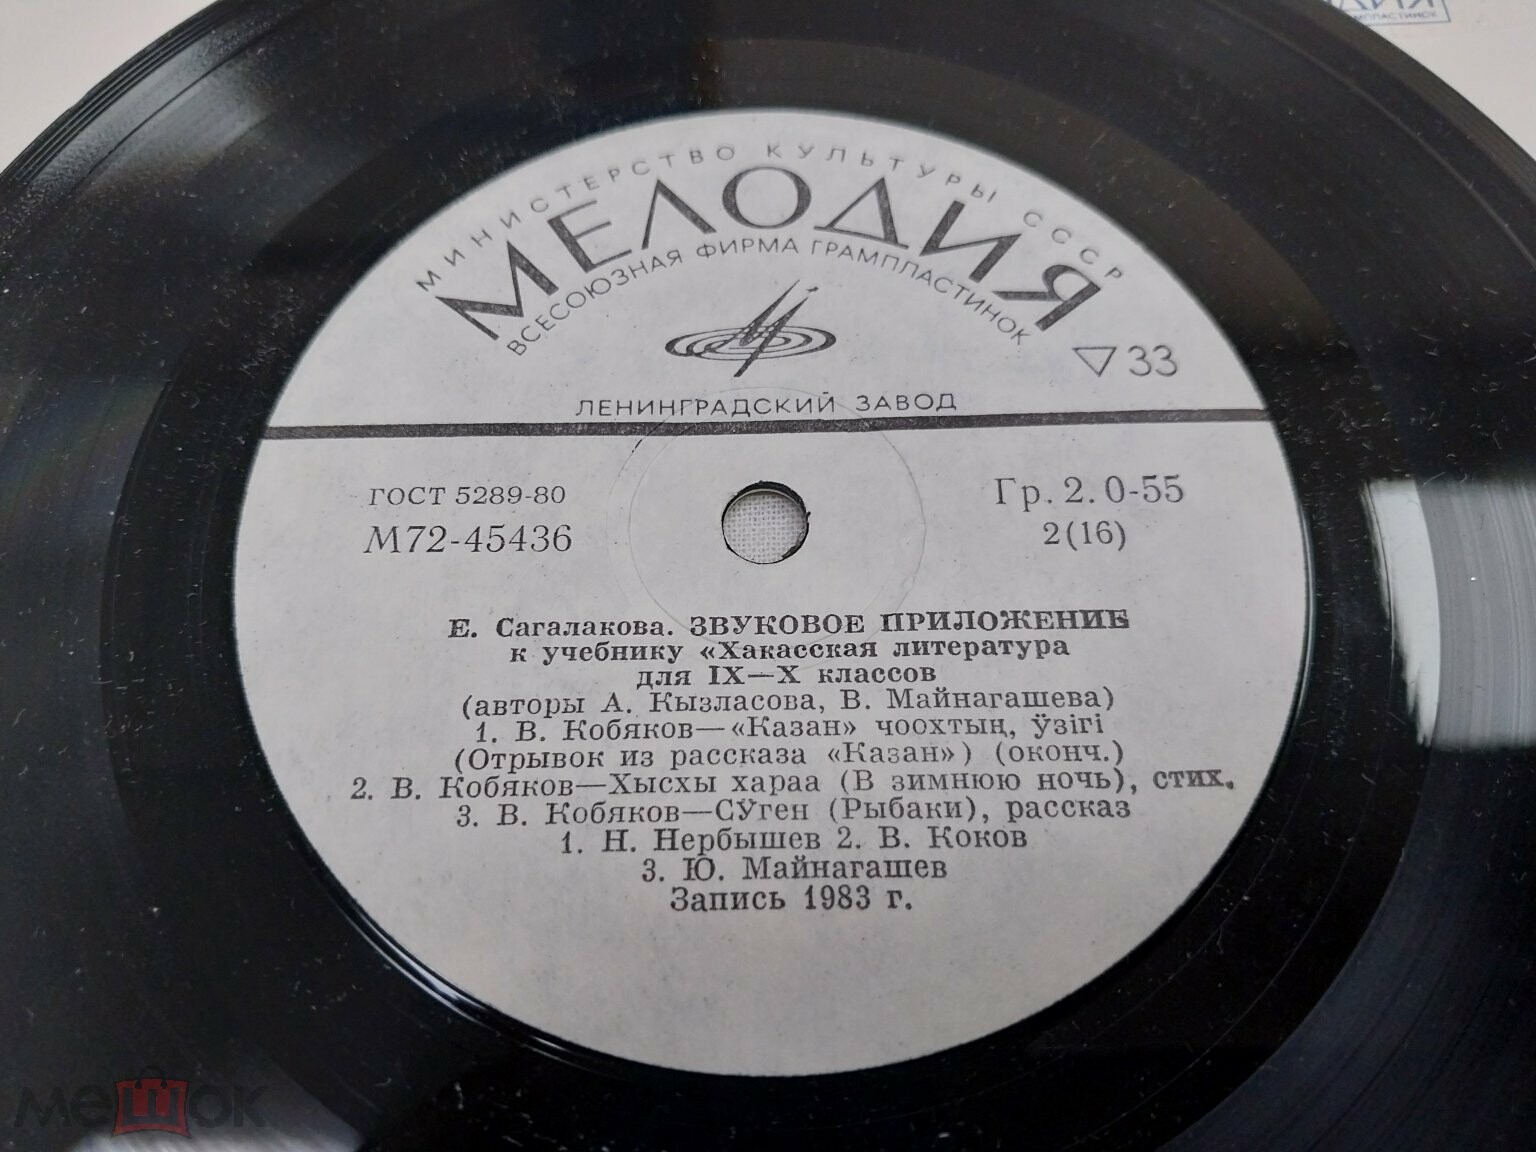 МИНИСТЕРСТВО КУЛЬТУРЫ СССР
МЕЛОДИЯ
ВСЕСОЮЗНАЯ ФИРМА ГРАМПЛАСТИНОК
▽33
ЛЕНИНГРАДСКИЙ ЗАВОД
ГОСТ 5289-80
М72-45436
Гр. 2. 0-55
2(16)
Е. Сагалакова. ЗВУКОВОЕ ПРИЛОЖЕНИЕ
к учебнику «Хакасская литература
для IX—X классов
(авторы А. Кызласова, В. Майнагашева)
1. В. Кобяков—«Казан» чоохтың, ӱзігі
(Отрывок из рассказа «Казан») (оконч.)
2. В. Кобяков—Хысхы хараа (В зимнюю ночь), стих.
3. В. Кобяков—Сӱген (Рыбаки), рассказ
1. Н. Нербышев 2. В. Коков
3. Ю. Майнагашев
Запись 1983 г.
мешок